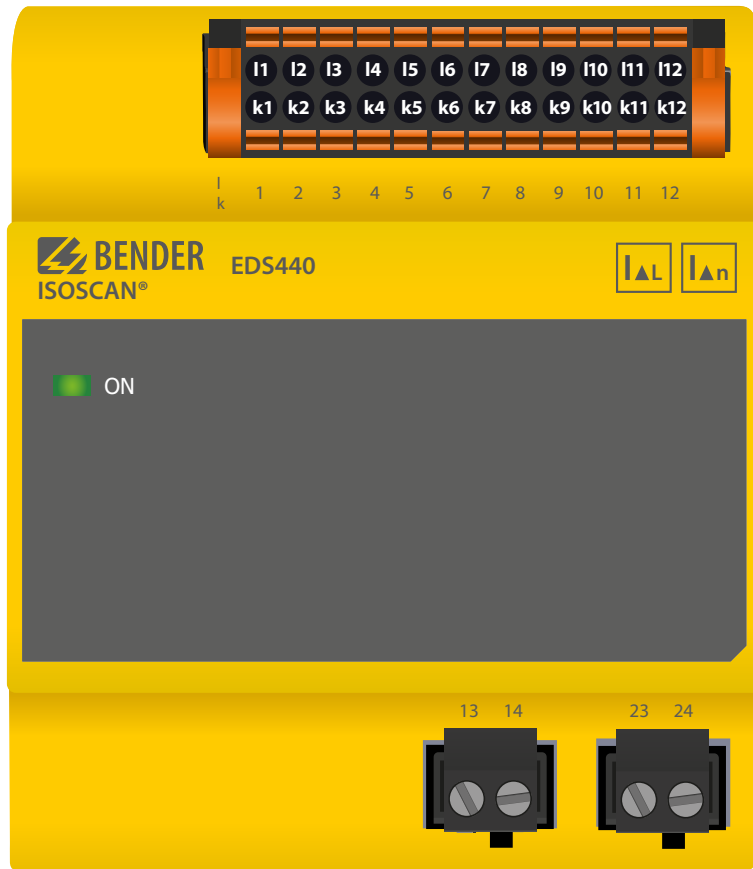 l1 l2 l3 l4 l5 l6 l7 l8 l9 l10 l11 l12
k1 k2 k3 k4 k5 k6 k7 k8 k9 k10 k11 k12
l
k 1 2 3 4 5 6 7 8 9 10 11 12
BENDER EDS440
ISOSCAN®
I▲L I▲n
ON
13 14 23 24